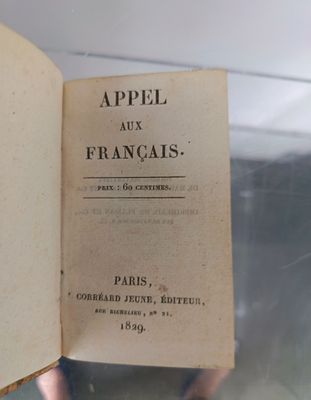 APPEL
AUX
FRANÇAIS.
PRIX : 60 CENTIMES.
PARIS,
CORRÉARD JEUNE, ÉDITEUR,
RUE RICHELIEU, Nº 21.
1829.